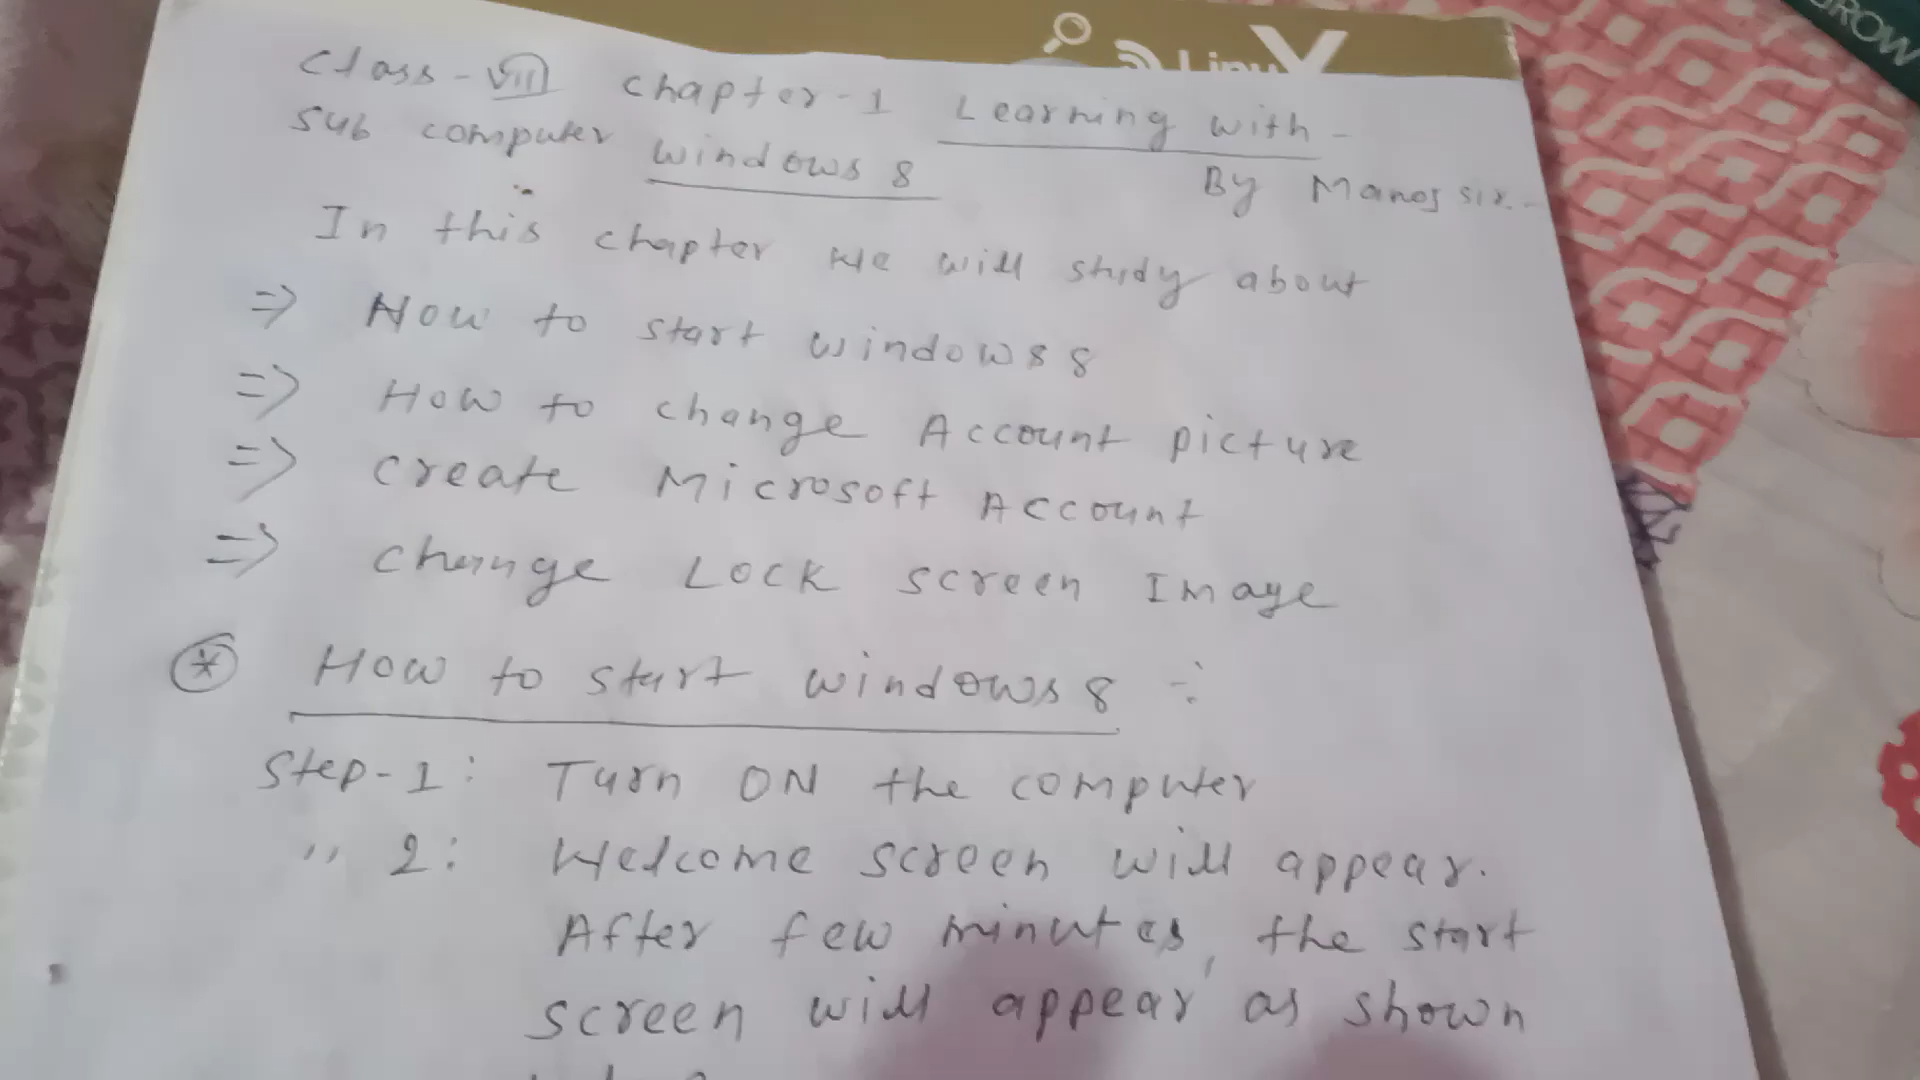 Linux
GROW
Class - VIII Chapter - 1 Learning with -
Sub computer windows 8
By Manoj sir. -
In this chapter we will study about
=> How to start windows 8
=> How to change Account picture
=> create Microsoft Account
=> change Lock screen Image
* How to start windows 8 ÷
Step - 1 : Turn ON the computer
,, 2 : Welcome screen will appear.
After few minutes, the start
screen will appear as shown